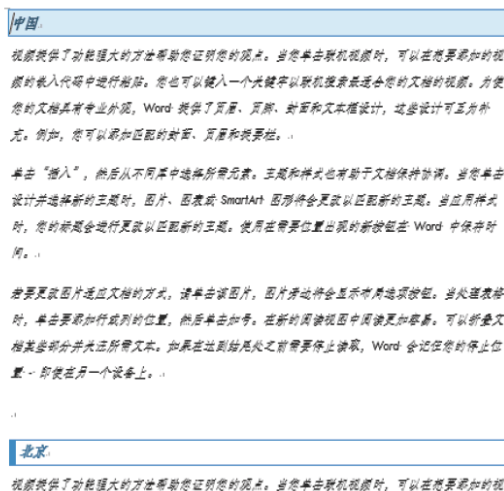 中国
视频提供了功能强大的方法帮助您证明您的观点。当您单击联机视频时，可以在想要添加的视
频的嵌入代码中进行粘贴。您也可以键入一个关键字以联机搜索最适合您的文档的视频。为使
您的文档具有专业外观，Word 提供了页眉、页脚、封面和文本框设计，这些设计可互为补
充。例如，您可以添加匹配的封面、页眉和提要栏。
单击“插入”，然后从不同库中选择所需元素。主题和样式也有助于文档保持协调。当您单击
设计并选择新的主题时，图片、图表或 SmartArt 图形将会更改以匹配新的主题。当应用样式
时，您的标题会进行更改以匹配新的主题。使用在需要位置出现的新按钮在 Word 中保存时
间。
若要更改图片适应文档的方式，请单击该图片，图片旁边将会显示布局选项按钮。当处理表格
时，单击要添加行或列的位置，然后单击加号。在新的阅读视图中阅读更加容易。可以折叠文
档某些部分并关注所需文本。如果在达到结尾处之前需要停止读取，Word 会记住您的停止位
置 - 即使在另一个设备上。
北京
视频提供了功能强大的方法帮助您证明您的观点。当您单击联机视频时，可以在想要添加的视